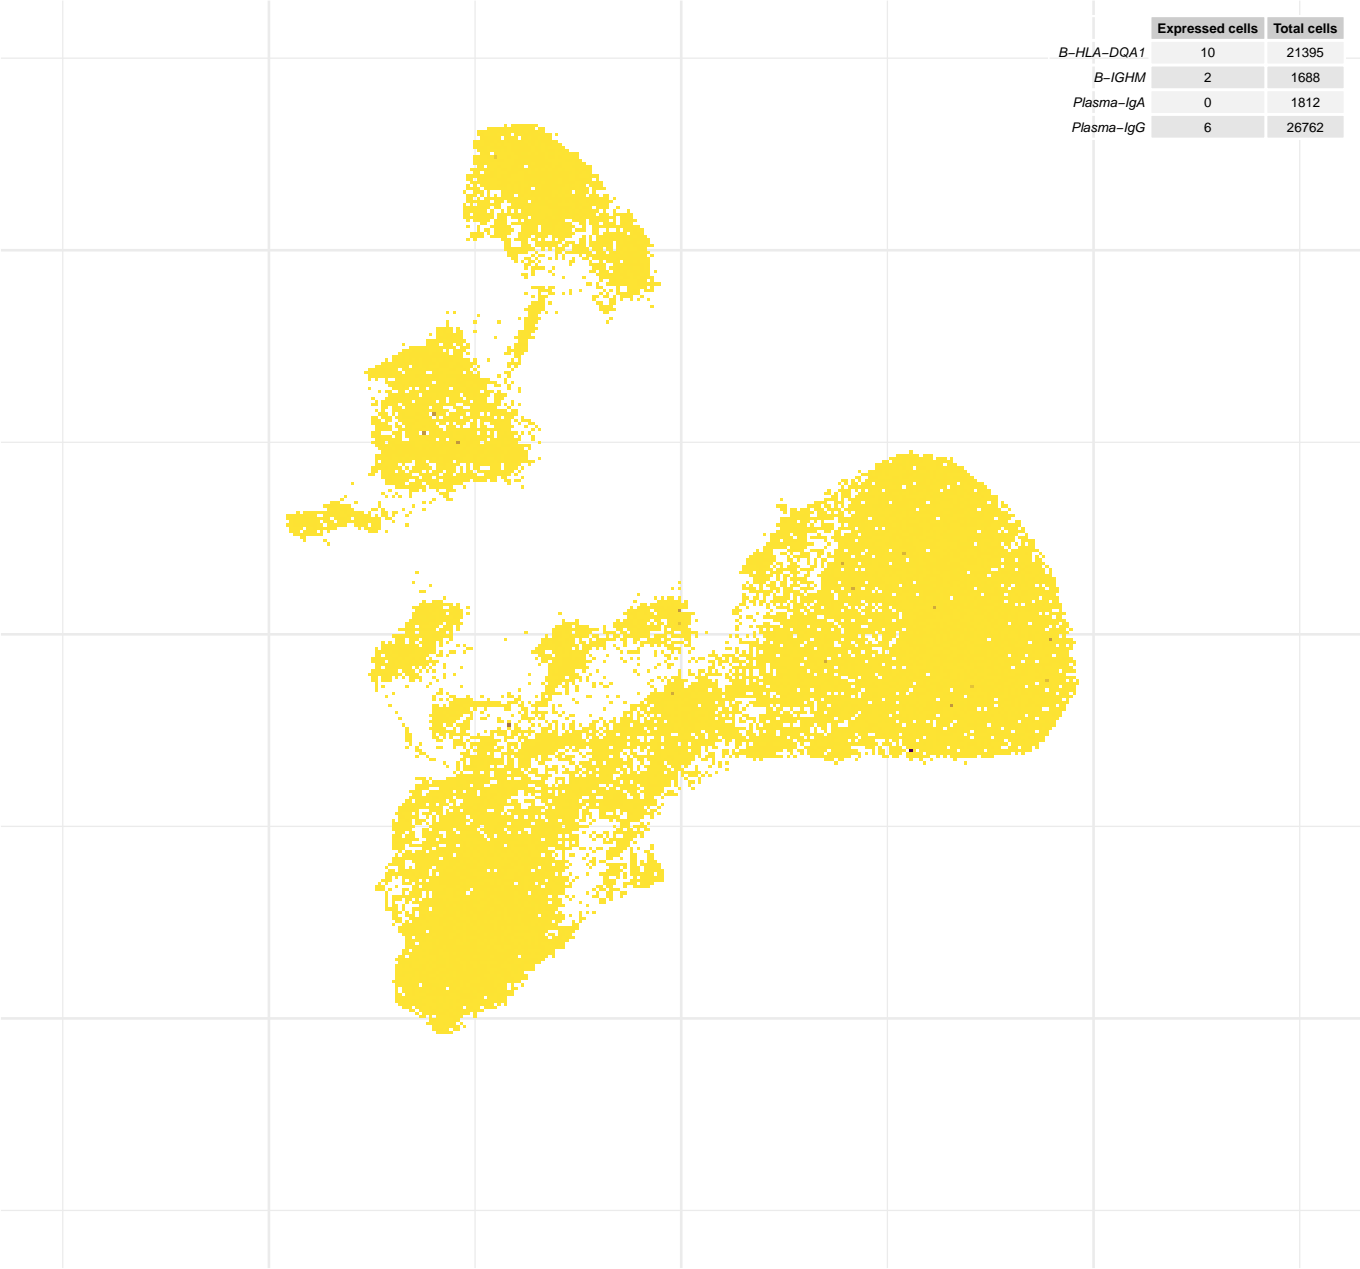 Expressed cells Total cells
B−HLA−DQA1 10 21395
B−IGHM 2 1688
Plasma−IgA 0 1812
Plasma−IgG 6 26762